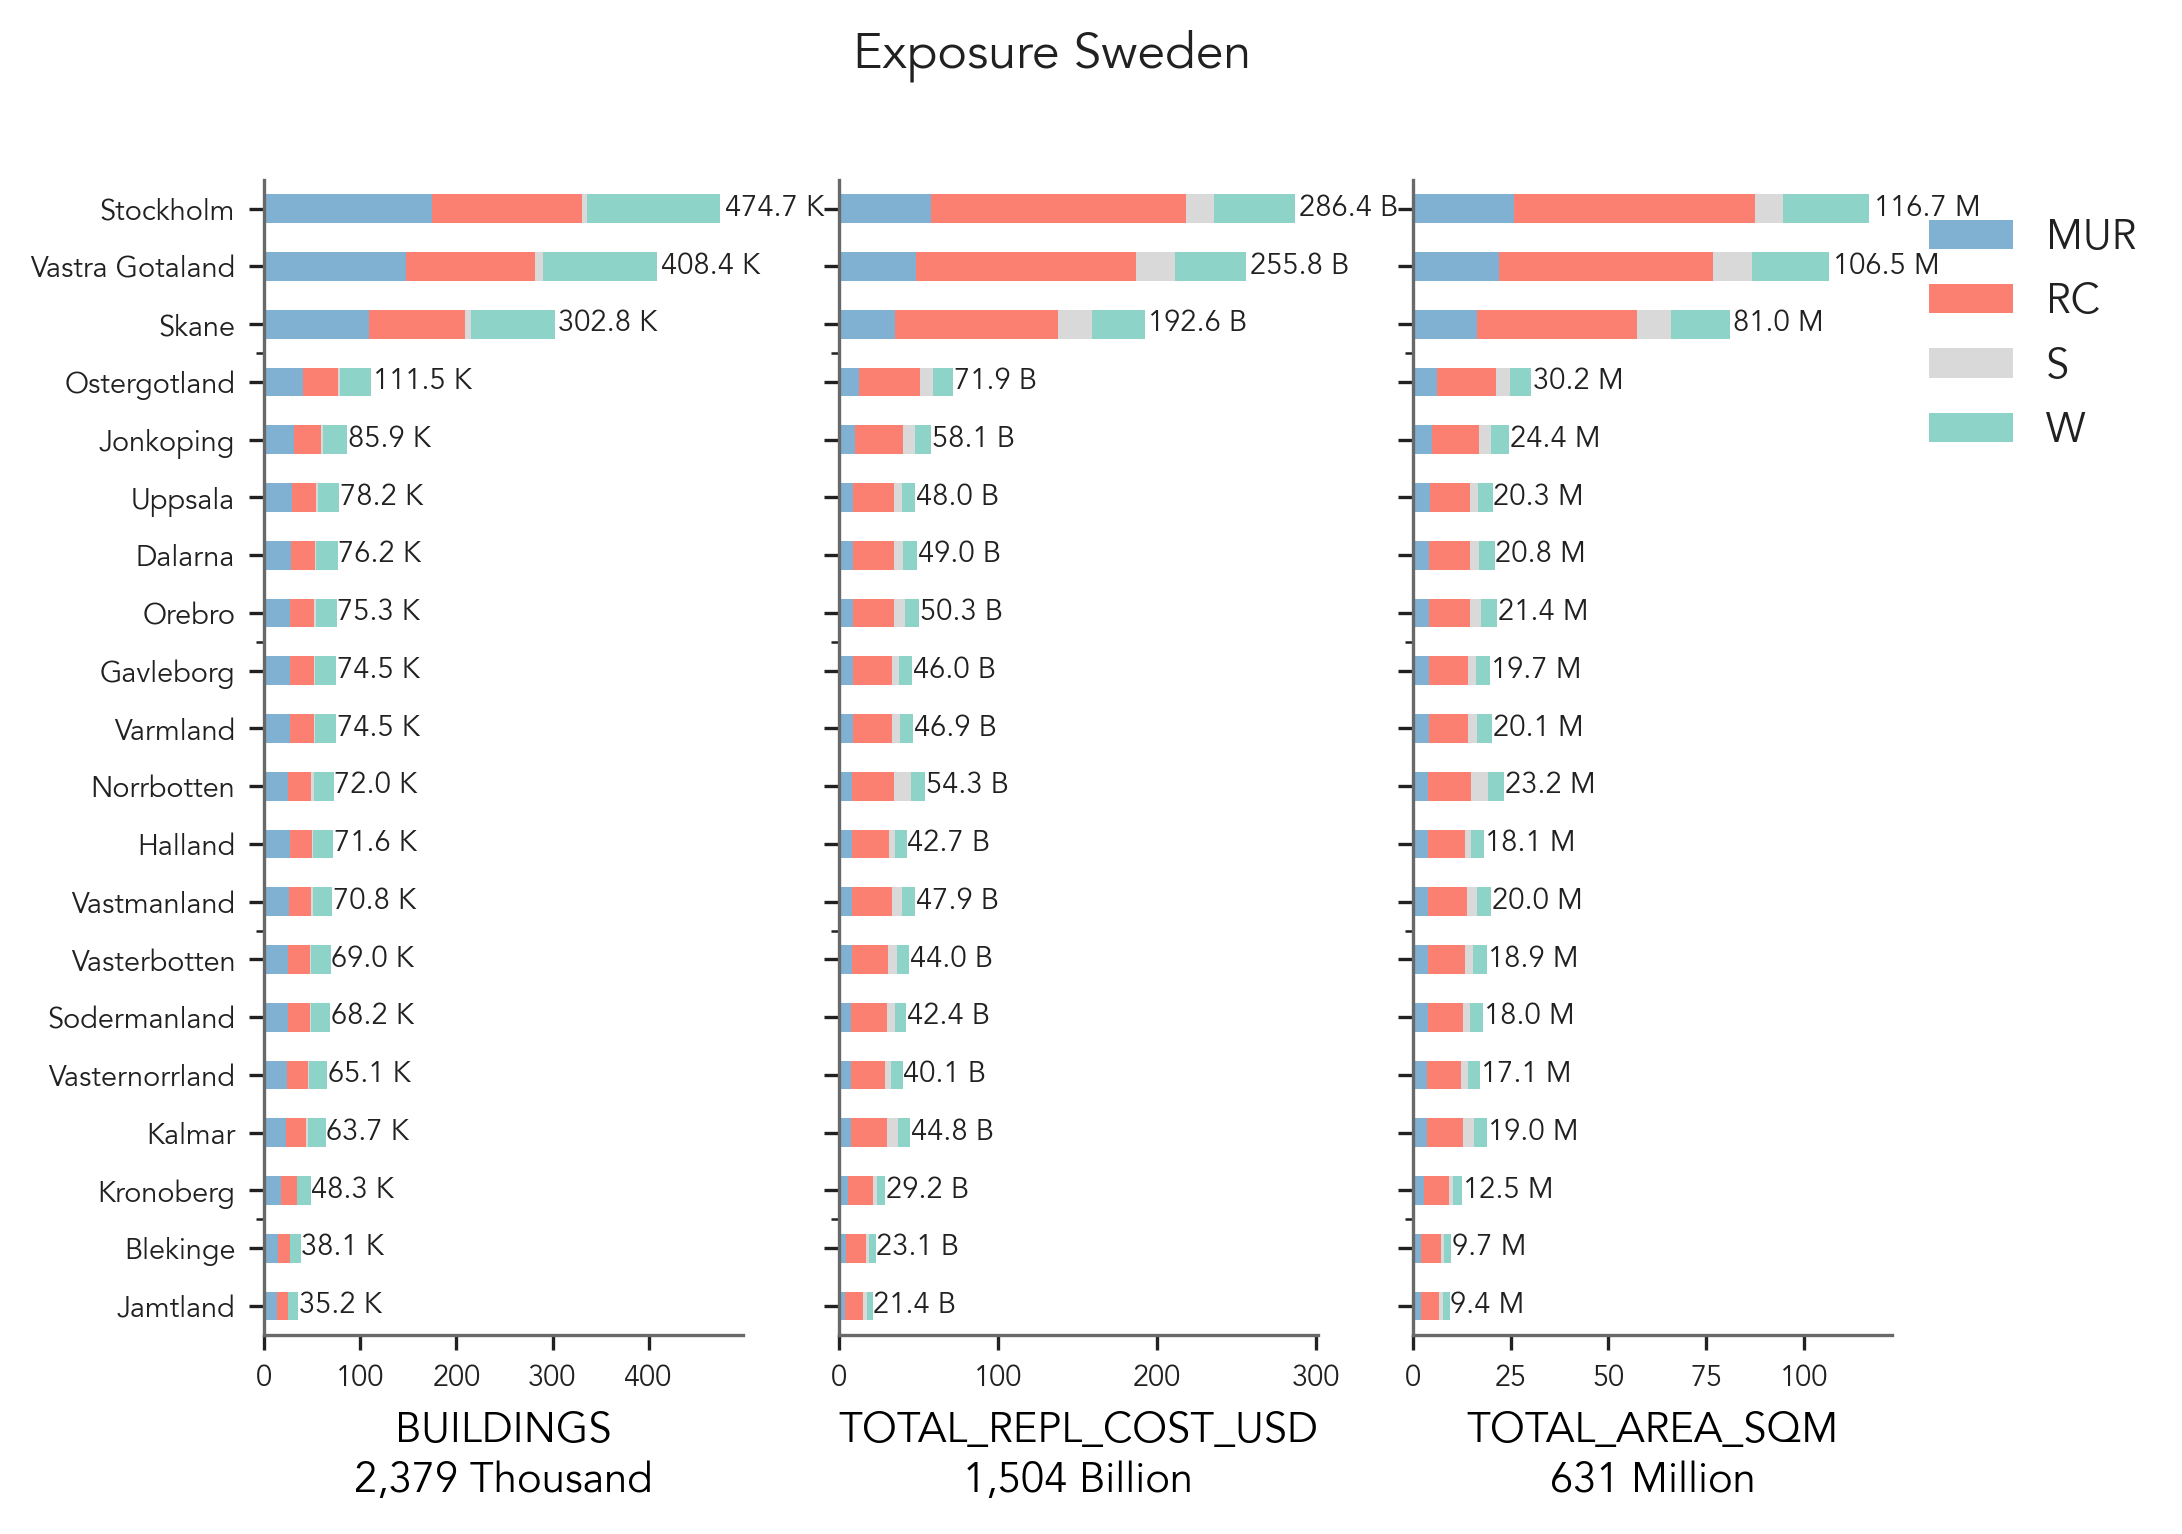 Exposure Sweden
Stockholm 474.7 K 286.4 B 116.7 M
Vastra Gotaland 408.4 K 255.8 B 106.5 M
Skane 302.8 K 192.6 B 81.0 M
Ostergotland 111.5 K 71.9 B 30.2 M
Jonkoping 85.9 K 58.1 B 24.4 M
Uppsala 78.2 K 48.0 B 20.3 M
Dalarna 76.2 K 49.0 B 20.8 M
Orebro 75.3 K 50.3 B 21.4 M
Gavleborg 74.5 K 46.0 B 19.7 M
Varmland 74.5 K 46.9 B 20.1 M
Norrbotten 72.0 K 54.3 B 23.2 M
Halland 71.6 K 42.7 B 18.1 M
Vastmanland 70.8 K 47.9 B 20.0 M
Vasterbotten 69.0 K 44.0 B 18.9 M
Sodermanland 68.2 K 42.4 B 18.0 M
Vasternorrland 65.1 K 40.1 B 17.1 M
Kalmar 63.7 K 44.8 B 19.0 M
Kronoberg 48.3 K 29.2 B 12.5 M
Blekinge 38.1 K 23.1 B 9.7 M
Jamtland 35.2 K 21.4 B 9.4 M
0 100 200 300 400 0 100 200 300 0 25 50 75 100
BUILDINGS TOTAL_REPL_COST_USD TOTAL_AREA_SQM
2,379 Thousand 1,504 Billion 631 Million
MUR
RC
S
W